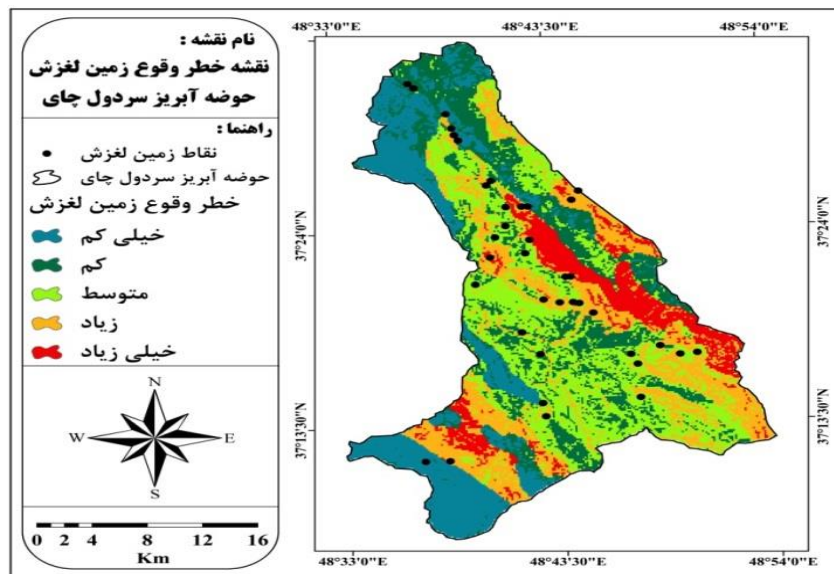 نام نقشه :
نقشه خطر وقوع زمین لغزش
حوضه آبریز سردول چای
راهنما :
نقاط زمین لغزش
حوضه آبریز سردول چای
خطر وقوع زمین لغزش
خیلی کم
کم
متوسط
زیاد
خیلی زیاد
N
W E
S
0 2 4 8 12 16
Km
48°33'0"E 48°43'30"E 48°54'0"E
37°24'0"N 37°24'0"N
37°13'30"N 37°13'30"N
48°33'0"E 48°43'30"E 48°54'0"E